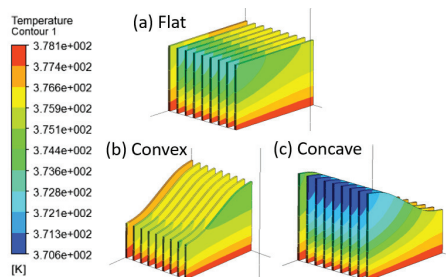 Temperature
Contour 1
3.781e+002
3.774e+002
3.766e+002
3.759e+002
3.751e+002
3.744e+002
3.736e+002
3.728e+002
3.721e+002
3.713e+002
3.706e+002
[K]
(a) Flat
(b) Convex
(c) Concave